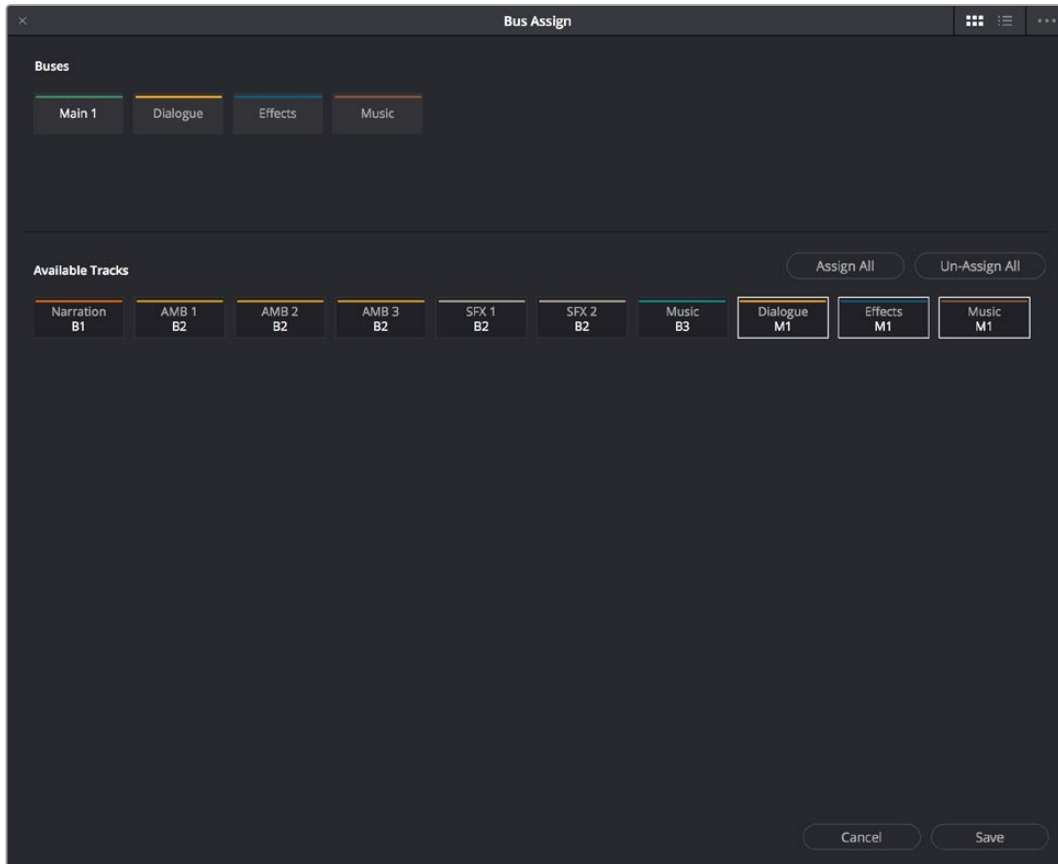 Bus Assign
Buses
Main 1 Dialogue Effects Music
Available Tracks Assign All Un-Assign All
Narration AMB 1 AMB 2 AMB 3 SFX 1 SFX 2 Music Dialogue Effects Music
B1 B2 B2 B2 B2 B2 B3 M1 M1 M1
Cancel Save